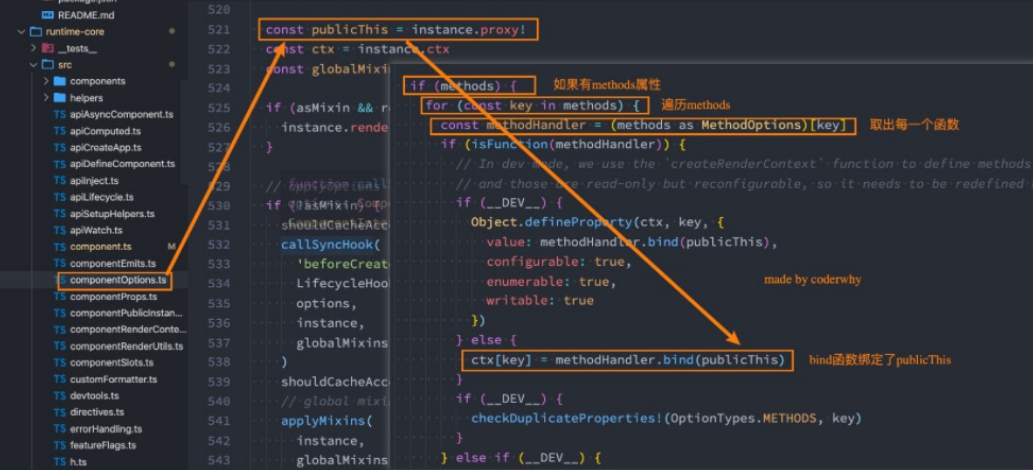 README.md
runtime-core
__tests__
src
components
helpers
TS apiAsyncComponent.ts
TS apiComputed.ts
TS apiCreateApp.ts
TS apiDefineComponent.ts
TS apiInject.ts
TS apiLifecycle.ts
TS apiSetupHelpers.ts
TS apiWatch.ts
TS component.ts M
TS componentEmits.ts
TS componentOptions.ts
TS componentProps.ts
TS componentPublicInstan...
TS componentRenderConte...
TS componentRenderUtils.ts
TS componentSlots.ts
TS customFormatter.ts
TS devtools.ts
TS directives.ts
TS errorHandling.ts
TS featureFlags.ts
TS h.ts
520
521 const publicThis = instance.proxy!
522 const ctx = instance.ctx
523 const globalMixin
524
525 if (asMixin && r
526 instance.rende
527 }
528
529 // applyOptions
530 if (!asMixin) {
531 shouldCacheAcc
532 callSyncHook(
533 'beforeCreat
534 LifecycleHoo
535 options,
536 instance,
537 globalMixins
538 )
539 shouldCacheAcc
540 // global mixi
541 applyMixins(
542 instance,
543 globalMixins
if (methods) { 如果有methods属性
for (const key in methods) { 遍历methods
const methodHandler = (methods as MethodOptions)[key] 取出每一个函数
if (isFunction(methodHandler)) {
// In dev mode, we use the `createRenderContext` function to define methods
// and those are read-only but reconfigurable, so it needs to be redefined
if (__DEV__) {
Object.defineProperty(ctx, key, {
value: methodHandler.bind(publicThis),
configurable: true,
enumerable: true,
writable: true
})
made by coderwhy
} else {
ctx[key] = methodHandler.bind(publicThis) bind函数绑定了publicThis
}
if (__DEV__) {
checkDuplicateProperties!(OptionTypes.METHODS, key)
}
} else if (__DEV__) {